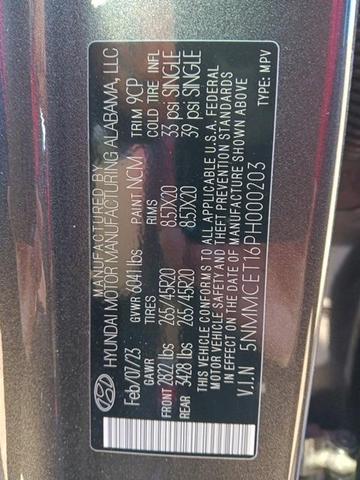 MANUFACTURED BY
HYUNDAI MOTOR MANUFACTURING ALABAMA, LLC
Feb/07/23 GVWR 6041 lbs PAINT NCM TRIM 9CP
GAWR TIRES RIMS COLD TIRE INFL
FRONT 2822 lbs 265/45R20 8.5JX20 33 psi SINGLE
REAR 3428 lbs 265/45R20 8.5JX20 39 psi SINGLE
THIS VEHICLE CONFORMS TO ALL APPLICABLE U.S.A. FEDERAL
MOTOR VEHICLE SAFETY AND THEFT PREVENTION STANDARDS
IN EFFECT ON THE DATE OF MANUFACTURE SHOWN ABOVE
V.I.N 5NMMCET16PH000203 TYPE: MPV